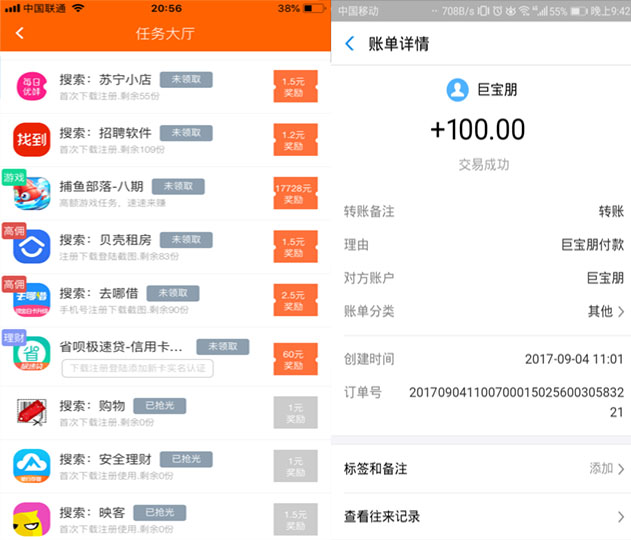 中国联通
20:56
38%
任务大厅
每日优鲜
搜索:苏宁小店
未领取
首次下载注册.剩余55份
1.5元
奖励
找到
搜索:招聘软件
未领取
首次下载注册.剩余109份
1.2元
奖励
游戏
捕鱼部落-八期
未领取
高额游戏任务，速速来赚
17728元
奖励
高佣
搜索:贝壳租房
未领取
注册下载登陆截图.剩余83份
1.5元
奖励
高佣
去哪借
搜索:去哪借
未领取
手机号注册下载截图.剩余90份
2.5元
奖励
理财
省
极速贷
省呗极速贷-信用卡...
未领取
下载注册登陆添加新卡实名认证
60元
奖励
搜索:购物
已抢光
首次下载注册.剩余0份
1元
奖励
搜索:安全理财
已抢光
首次下载注册使用.剩余0份
1元
奖励
搜索:映客
已抢光
首次下载注册使用.剩余0份
1.5元
奖励
中国移动
708B/s
4G
55%
晚上9:42
账单详情
巨宝朋
+100.00
交易成功
转账备注
转账
理由
巨宝朋付款
对方账户
巨宝朋
账单分类
其他
创建时间
2017-09-04 11:01
订单号
20170904110070001502560030583​2
21
标签和备注
添加
查看往来记录